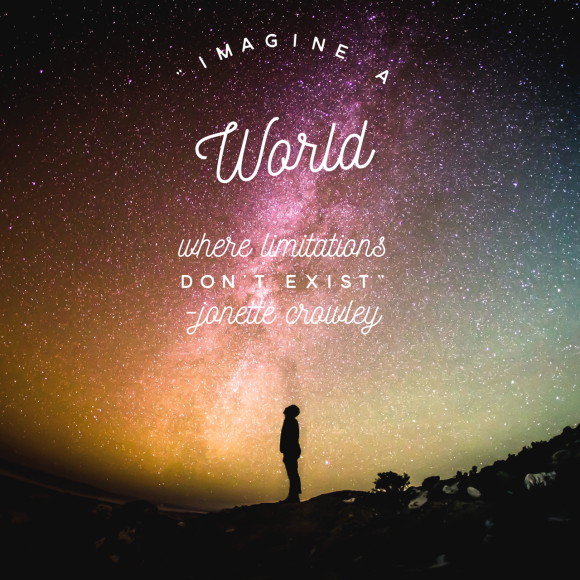 "IMAGINE A
World
where limitations
DON'T EXIST"
-jonette crowley